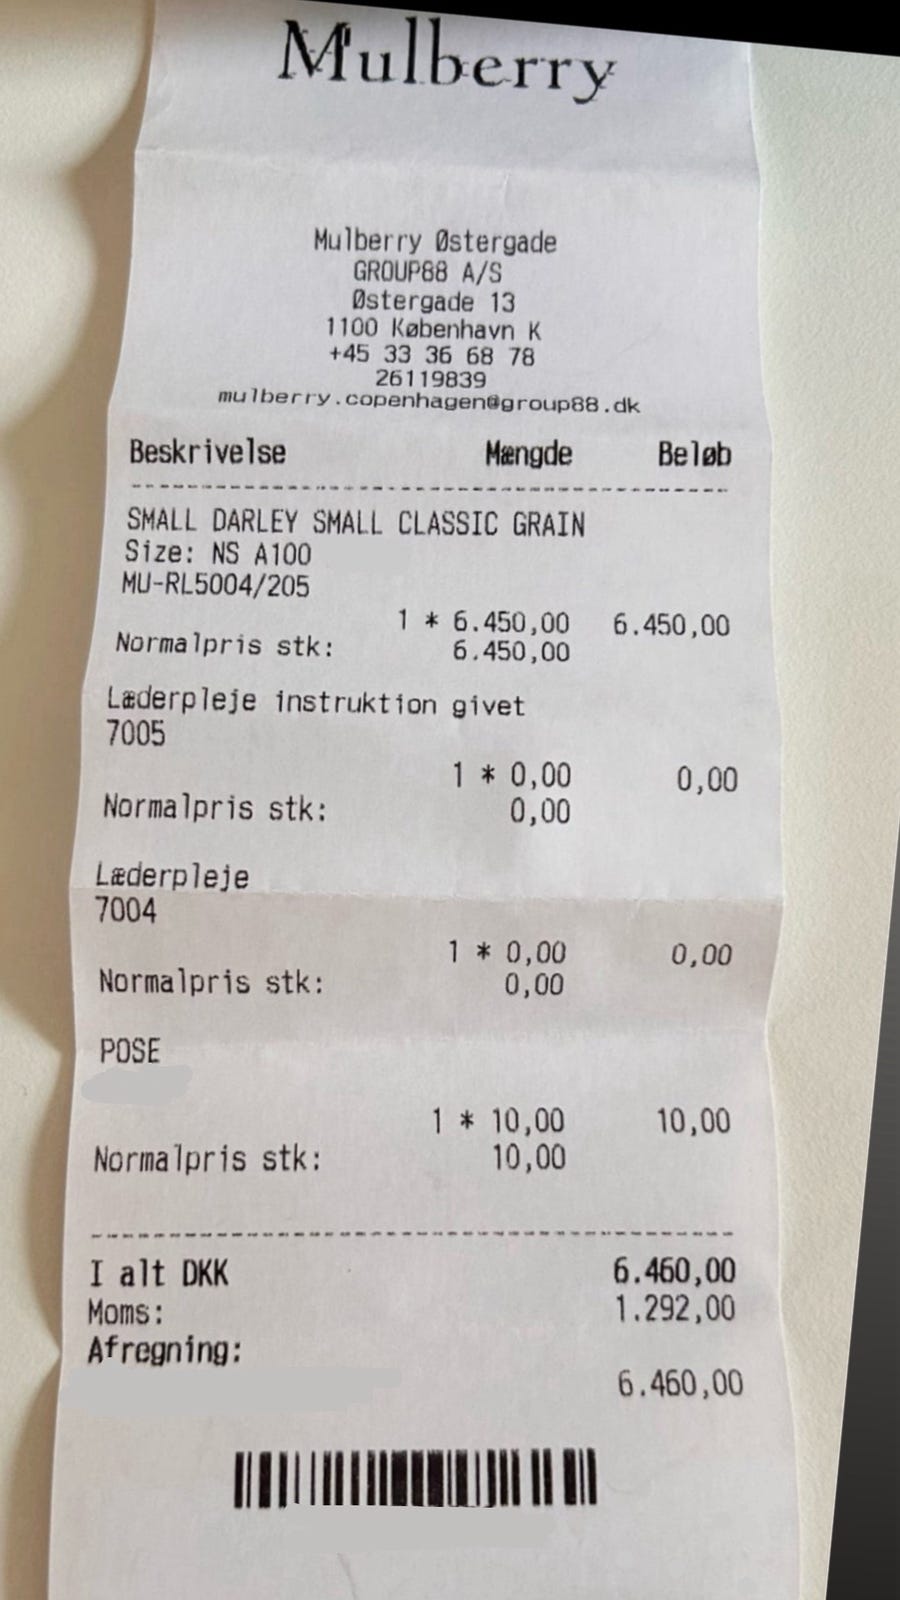 Mulberry
Mulberry Østergade
GROUP88 A/S
Østergade 13
1100 København K
+45 33 36 68 78
26119839
mulberry.copenhagen@group88.dk
Beskrivelse Mængde Beløb
SMALL DARLEY SMALL CLASSIC GRAIN
Size: NS A100
MU-RL5004/205
1 * 6.450,00 6.450,00
Normalpris stk: 6.450,00
Læderpleje instruktion givet
7005
1 * 0,00 0,00
Normalpris stk: 0,00
Læderpleje
7004
1 * 0,00 0,00
Normalpris stk: 0,00
POSE
1 * 10,00 10,00
Normalpris stk: 10,00
I alt DKK 6.460,00
Moms: 1.292,00
Afregning:
6.460,00